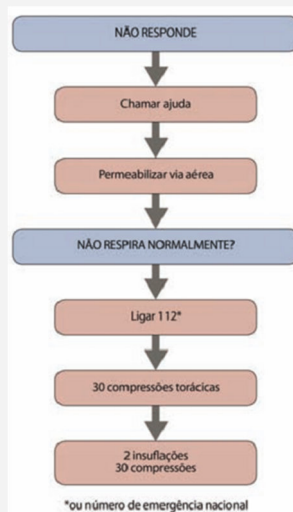 NÃO RESPONDE
Chamar ajuda
Permeabilizar via aérea
NÃO RESPIRA NORMALMENTE?
Ligar 112*
30 compressões torácicas
2 insuflações
30 compressões
*ou número de emergência nacional